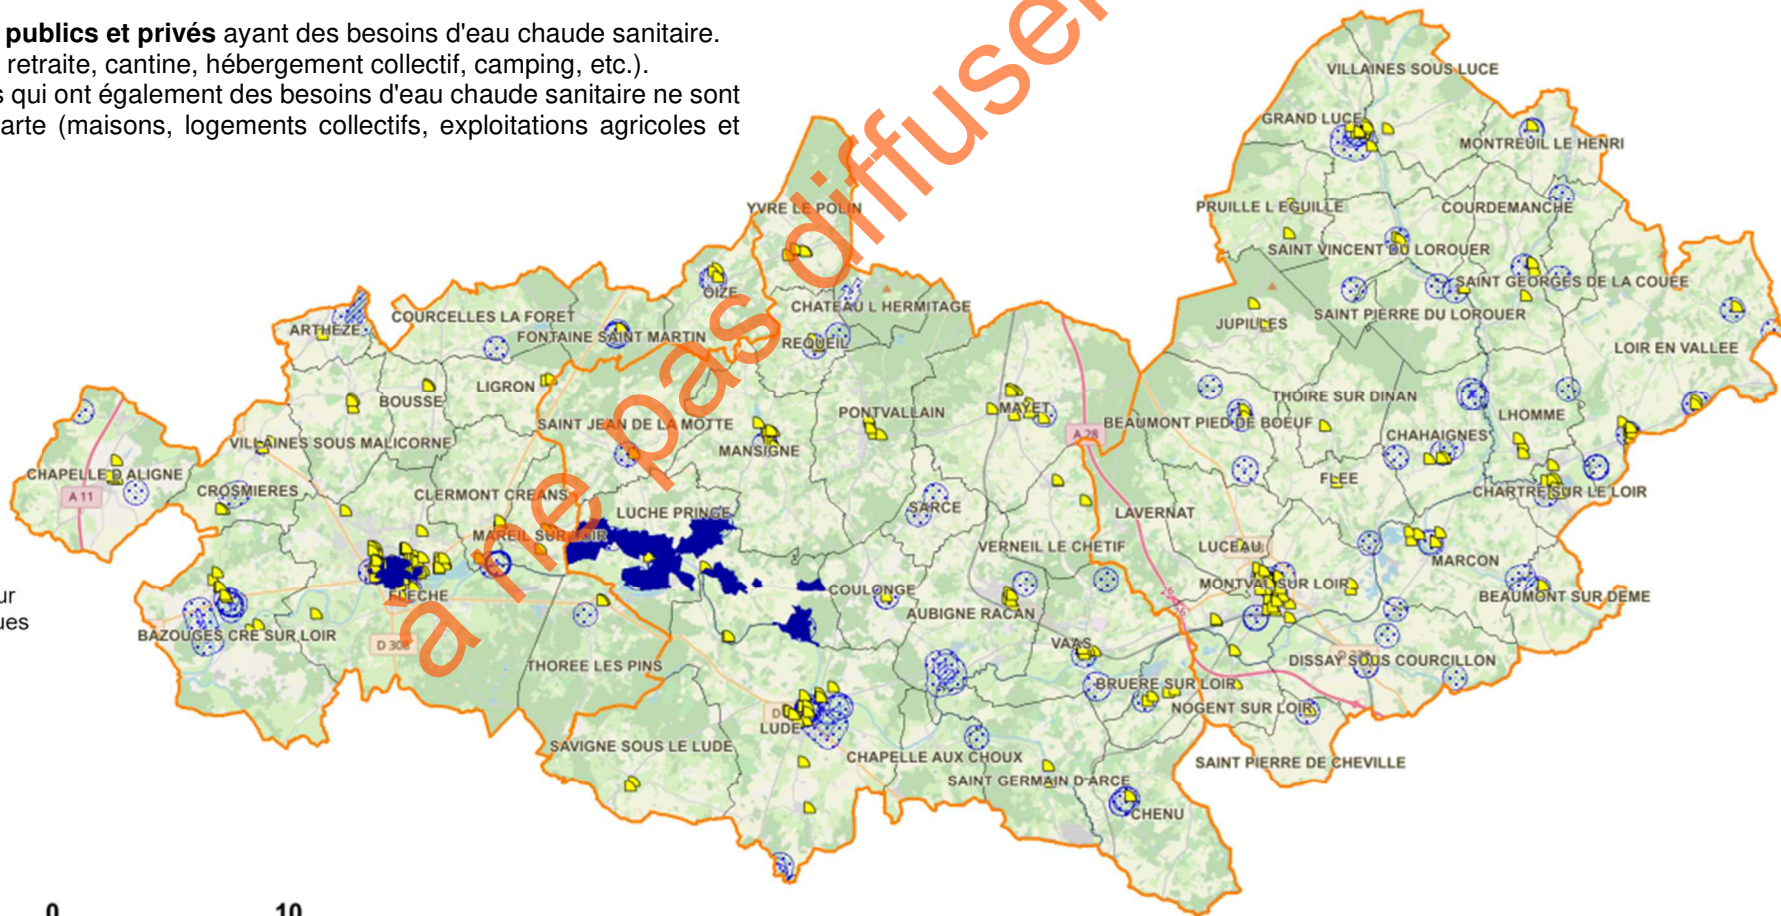 publics et privés ayant des besoins d'eau chaude sanitaire.
retraite, cantine, hébergement collectif, camping, etc.).
s qui ont également des besoins d'eau chaude sanitaire ne sont
arte (maisons, logements collectifs, exploitations agricoles et
à ne pas diffuser
VILLAINES SOUS LUCE
GRAND LUCE
MONTREUIL LE HENRI
YVRE LE POLIN
PRUILLE L EGUILLE
COURDEMANCHE
SAINT VINCENT DU LOROUER
SAINT GEORGES DE LA COUEE
OIZE
CHATEAU L HERMITAGE
COURCELLES LA FORET
SAINT PIERRE DU LOROUER
JUPILLES
ARTHEZE
FONTAINE SAINT MARTIN
REQUEIL
LOIR EN VALLEE
LIGRON
BOUSSE
THOIRE SUR DINAN
MAYET
PONTVALLAIN
LHOMME
SAINT JEAN DE LA MOTTE
BEAUMONT PIED DE BOEUF
A 28
CHAHAIGNES
VILLAINES SOUS MALICORNE
MANSIGNE
CHAPELLE D ALIGNE
FLEE
A 11
CROSMIERES
CLERMONT CREANS
CHARTRE SUR LE LOIR
SARCE
LUCHE PRINGE
LAVERNAT
MAREIL SUR LOIR
VERNEIL LE CHETIF
LUCEAU
MARCON
MONTVAL SUR LOIR
COULONGE
FLECHE
ur
BEAUMONT SUR DEME
AUBIGNE RACAN
ues
BAZOUGES CRE SUR LOIR
D 306
VAAS
DISSAY SOUS COURCILLON
THOREE LES PINS
BRUERE SUR LOIR
NOGENT SUR LOIR
D
LUDE
SAVIGNE SOUS LE LUDE
CHAPELLE AUX CHOUX
SAINT PIERRE DE CHEVILLE
SAINT GERMAIN D ARCE
CHENU
0 10